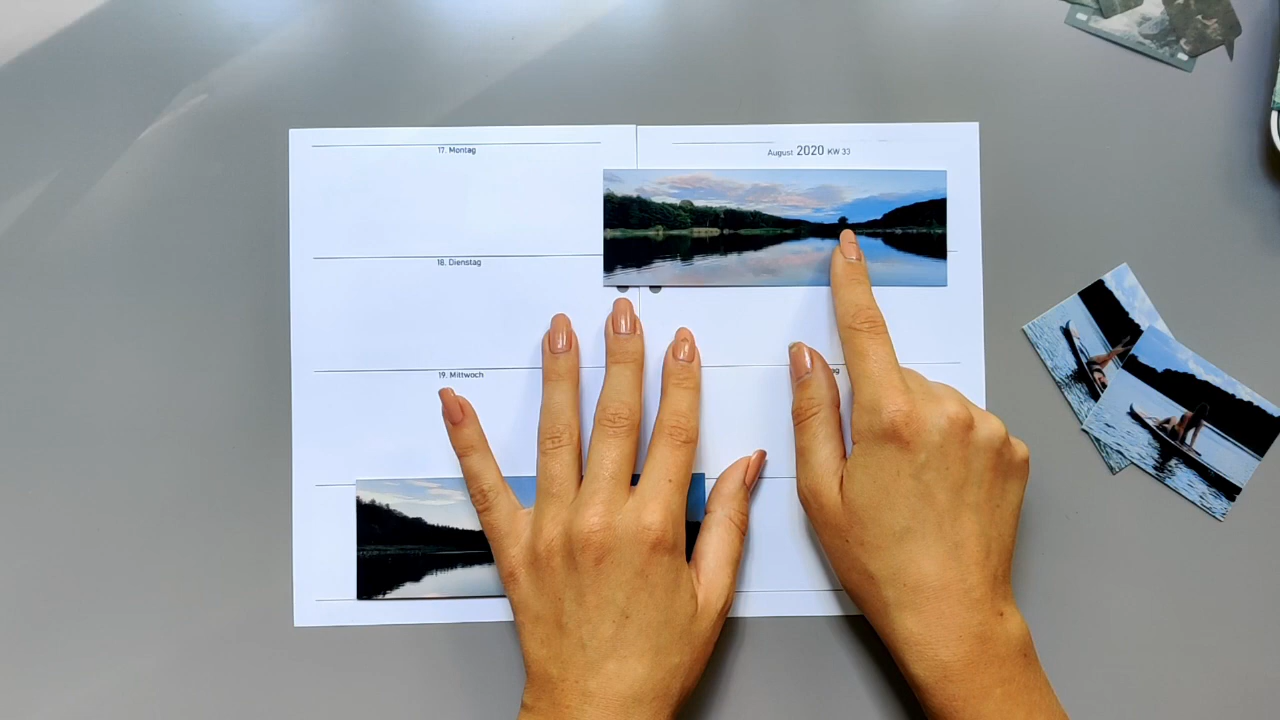 17. Montag
18. Dienstag
19. Mittwoch
August 2020 KW 33